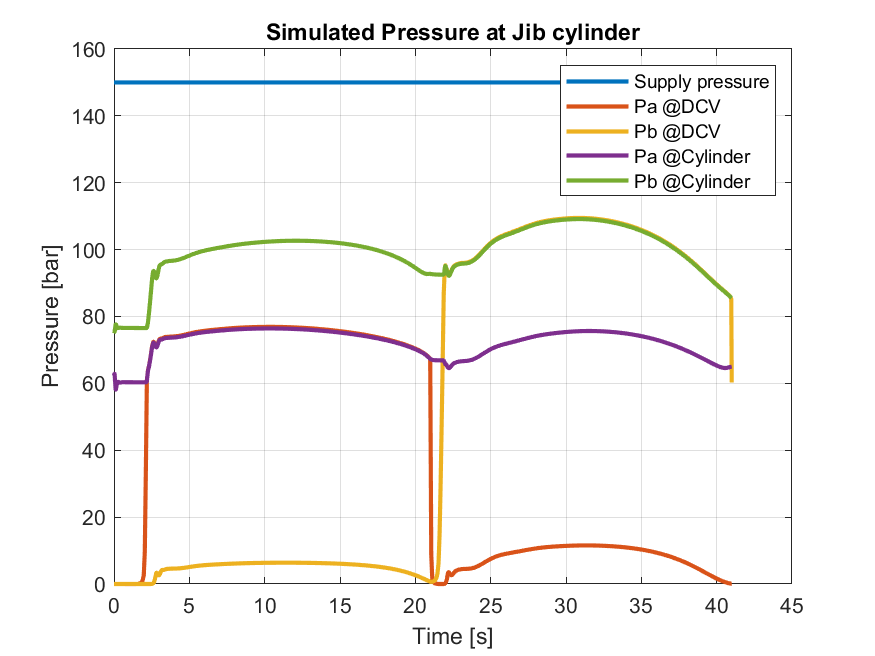 Simulated Pressure at Jib cylinder
160
140
120
100
80
60
40
20
0
Pressure [bar]
Supply pressure
Pa @DCV
Pb @DCV
Pa @Cylinder
Pb @Cylinder
0 5 10 15 20 25 30 35 40 45
Time [s]